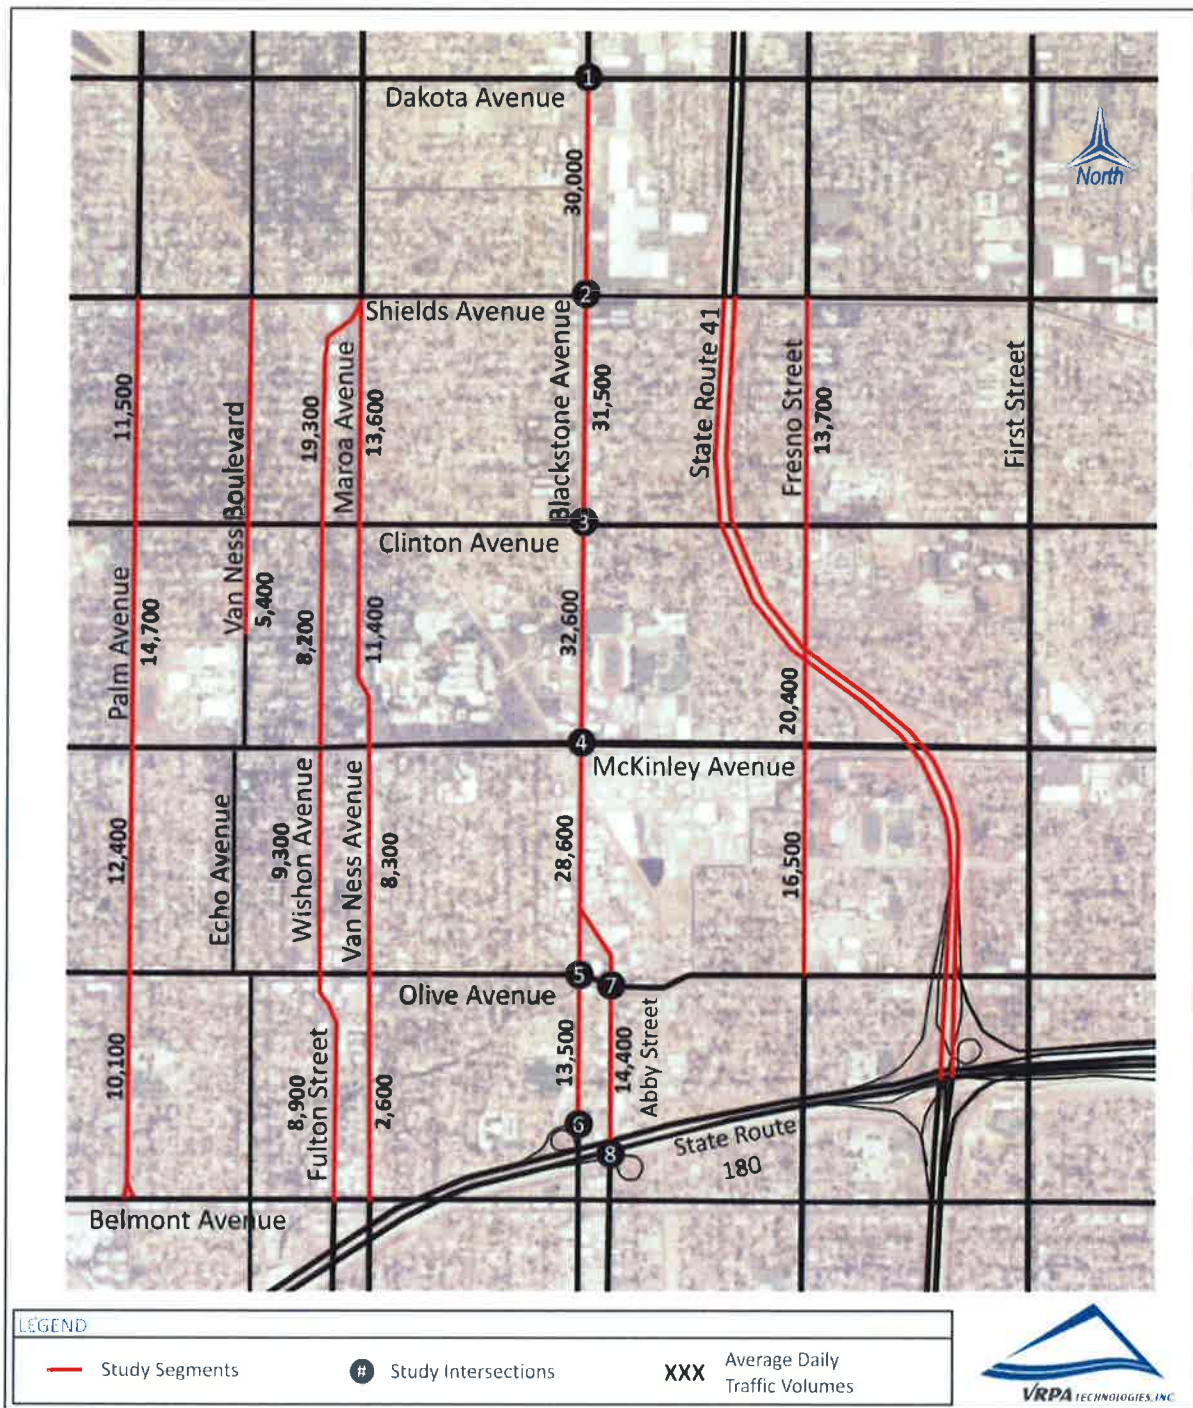 1
Dakota Avenue
30,000
North
2
Shields Avenue
11,500
Van Ness Boulevard
5,400
19,300
Maroa Avenue
13,600
Blackstone Avenue
31,500
State Route 41
Fresno Street
13,700
First Street
3
Clinton Avenue
Palm Avenue
14,700
8,200
11,400
32,600
20,400
4
McKinley Avenue
12,400
Echo Avenue
9,300
Wishon Avenue
Van Ness Avenue
8,300
28,600
16,500
5
7
Olive Avenue
10,100
8,900
Fulton Street
2,600
13,500
14,400
Abby Street
6
8
State Route
180
Belmont Avenue
LEGEND
Study Segments
# Study Intersections
XXX Average Daily
Traffic Volumes
VRPA TECHNOLOGIES, INC.